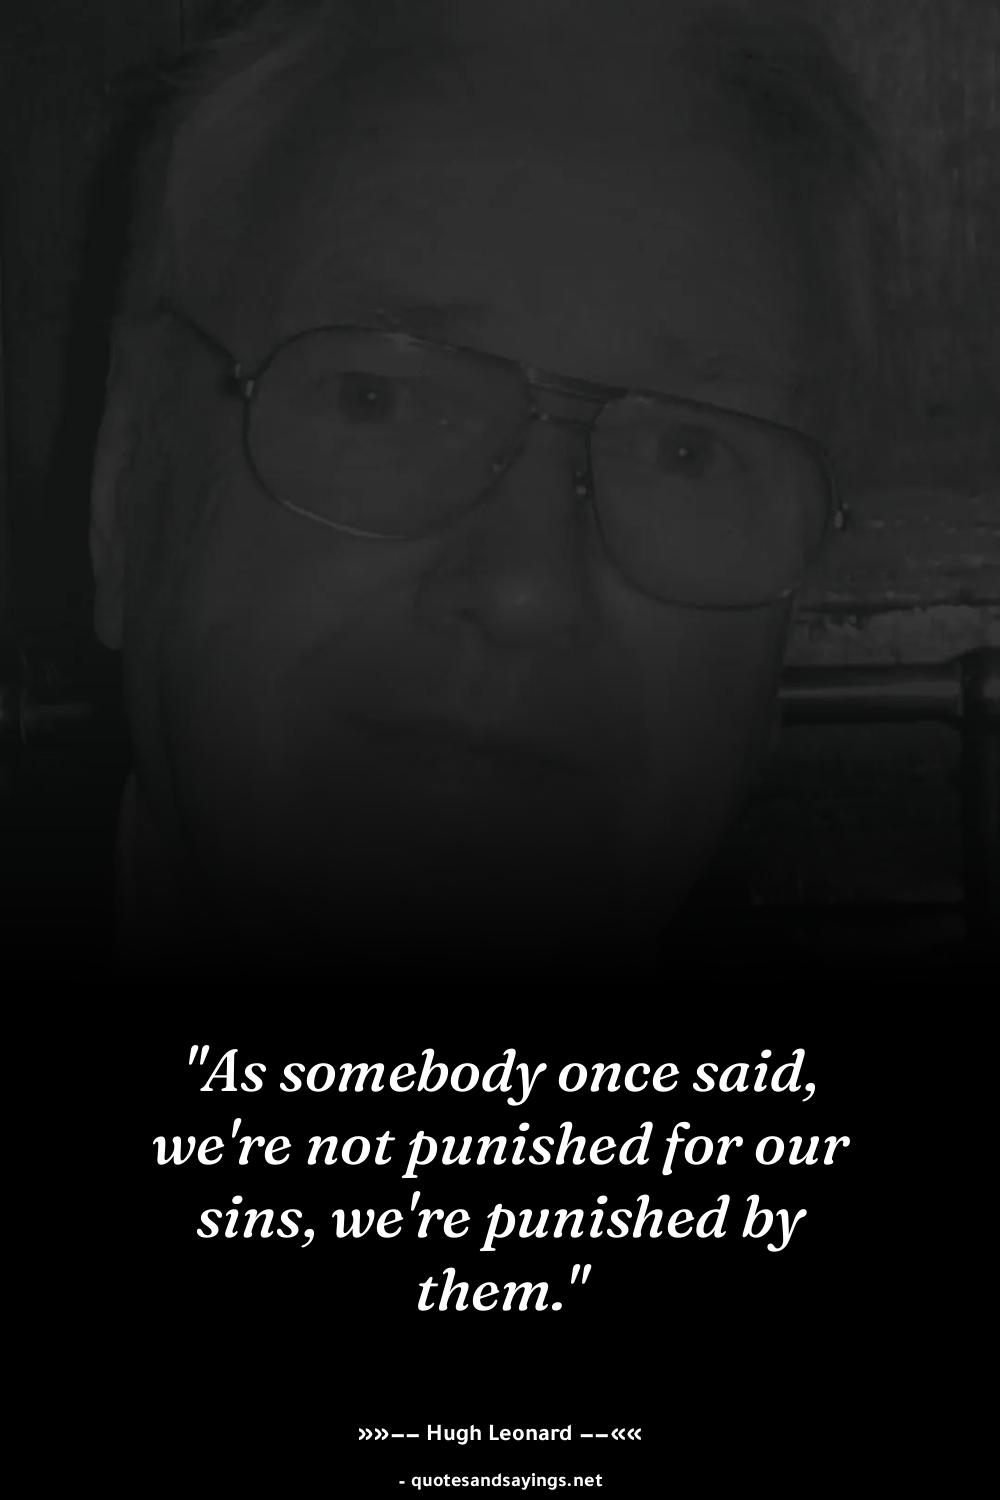 "As somebody once said,
we're not punished for our
sins, we're punished by
them."
»»–– Hugh Leonard ––««
- quotesandsayings.net